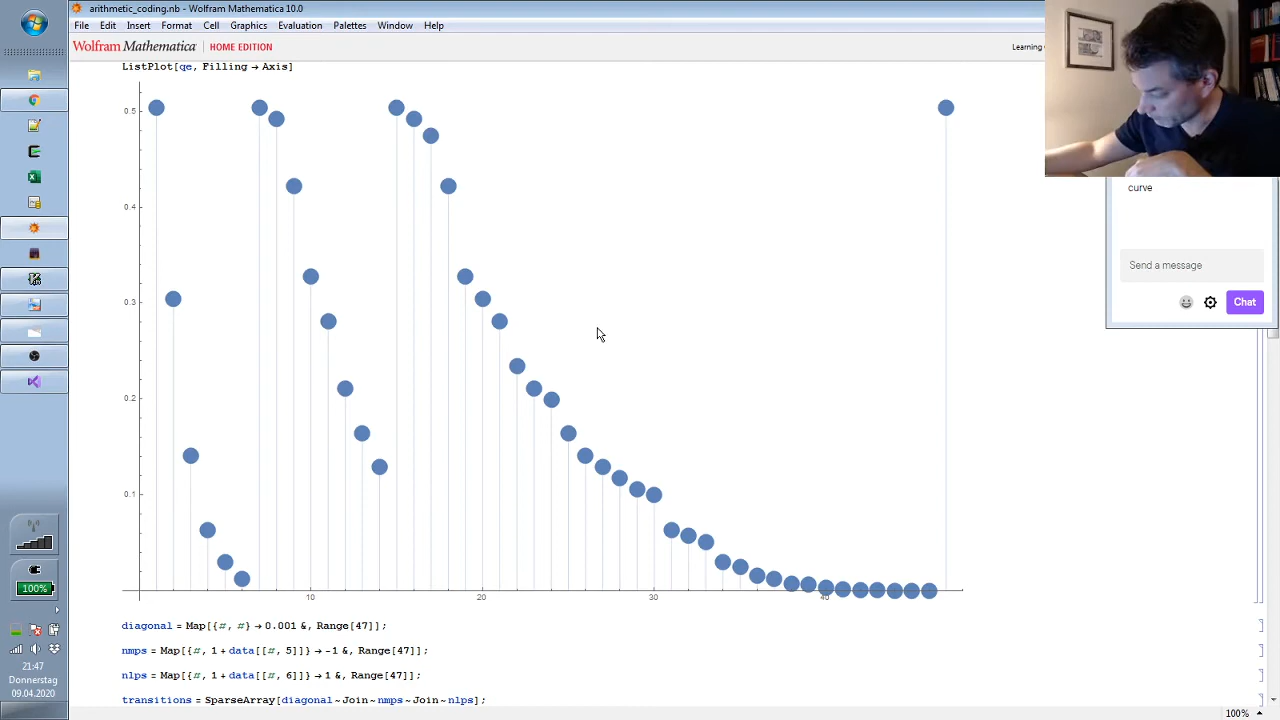 arithmetic_coding.nb - Wolfram Mathematica 10.0
File Edit Insert Format Cell Graphics Evaluation Palettes Window Help
Wolfram Mathematica HOME EDITION
Learning
ListPlot[qe, Filling → Axis]
0.5
0.4
0.3
0.2
0.1
10 20 30 40
diagonal = Map[{#, #} → 0.001 &, Range[47]];
nmps = Map[{#, 1 + data[[#, 5]]} → -1 &, Range[47]];
nlps = Map[{#, 1 + data[[#, 6]]} → 1 &, Range[47]];
transitions = SparseArray[diagonal ~ Join ~ nmps ~ Join ~ nlps];
100%
curve
Send a message
Chat
100%
21:47
Donnerstag
09.04.2020